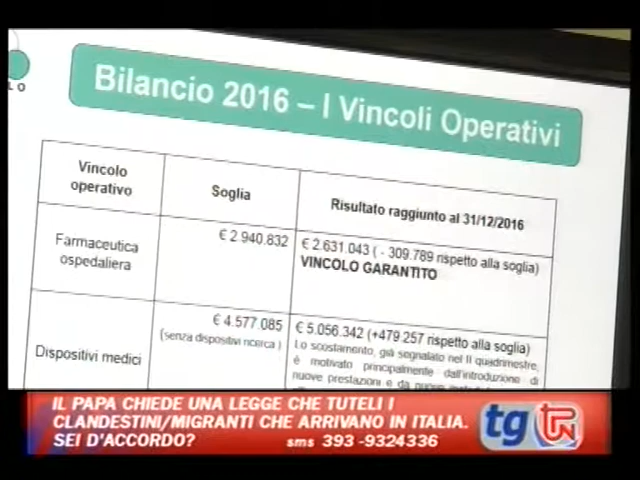 LO
Bilancio 2016 – I Vincoli Operativi
Vincolo
operativo
Soglia
Risultato raggiunto al 31/12/2016
Farmaceutica
ospedaliera
€ 2.940.832
€ 2.631.043 ( - 309.789 rispetto alla soglia)
VINCOLO GARANTITO
Dispositivi medici
€ 4.577.085
(senza dispositivi ricerca )
€ 5.056.342 (+479.257 rispetto alla soglia)
Lo scostamento, già segnalato nel II quadrimestre,
è motivato principalmente dall'introduzione di
nuove prestazioni e da nuove
IL PAPA CHIEDE UNA LEGGE CHE TUTELI I
CLANDESTINI/MIGRANTI CHE ARRIVANO IN ITALIA.
SEI D'ACCORDO? sms 393 -9324336
tg TRN